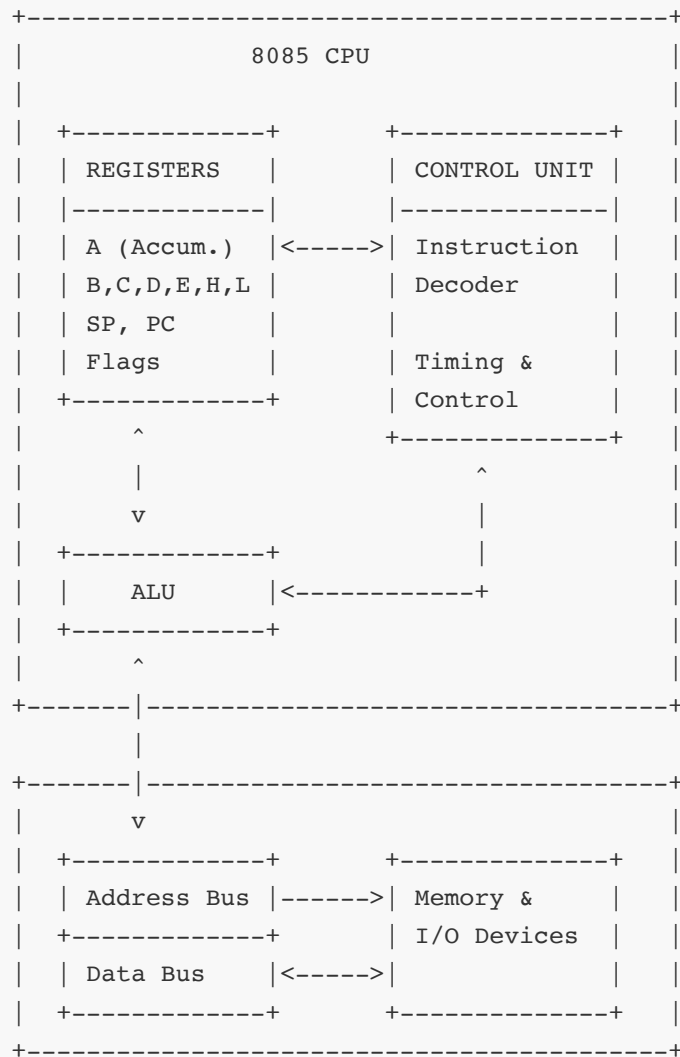 8085 CPU
REGISTERS CONTROL UNIT
A (Accum.) Instruction
B,C,D,E,H,L Decoder
SP, PC
Flags Timing &
Control
ALU
Address Bus Memory &
I/O Devices
Data Bus